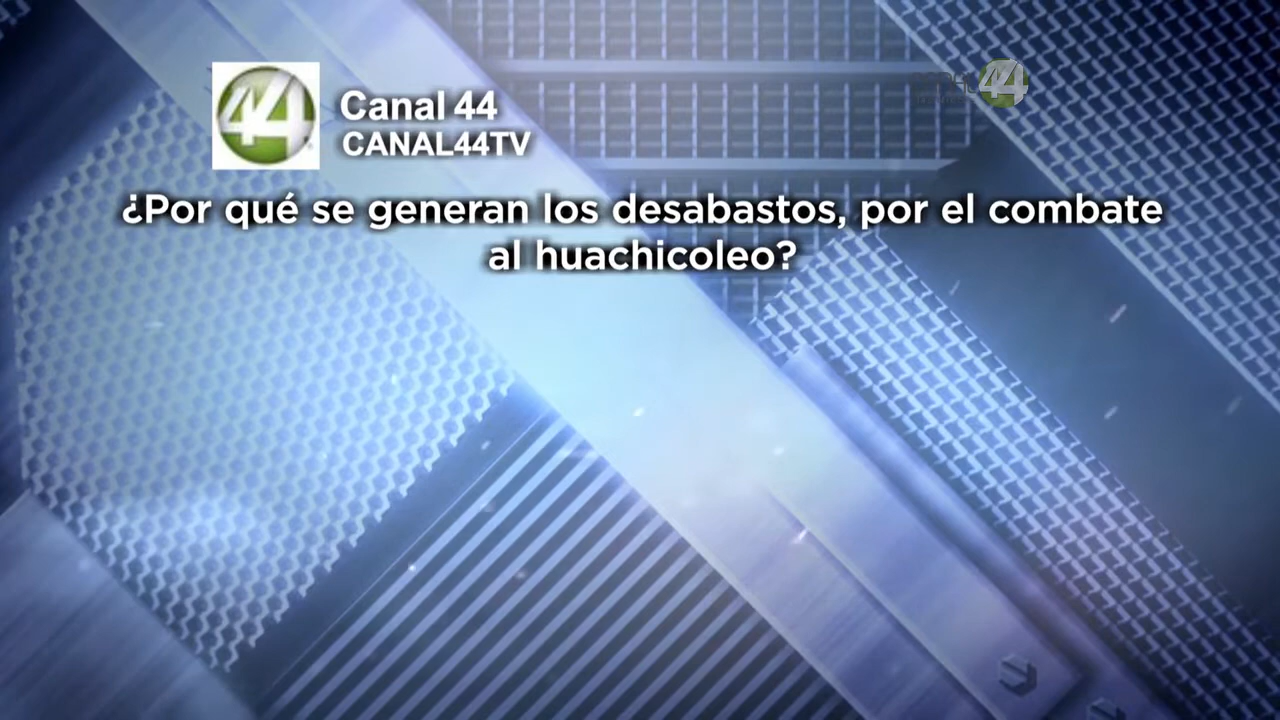 44
Canal 44
CANAL44TV
44
¿Por qué se generan los desabastos, por el combate
al huachicoleo?